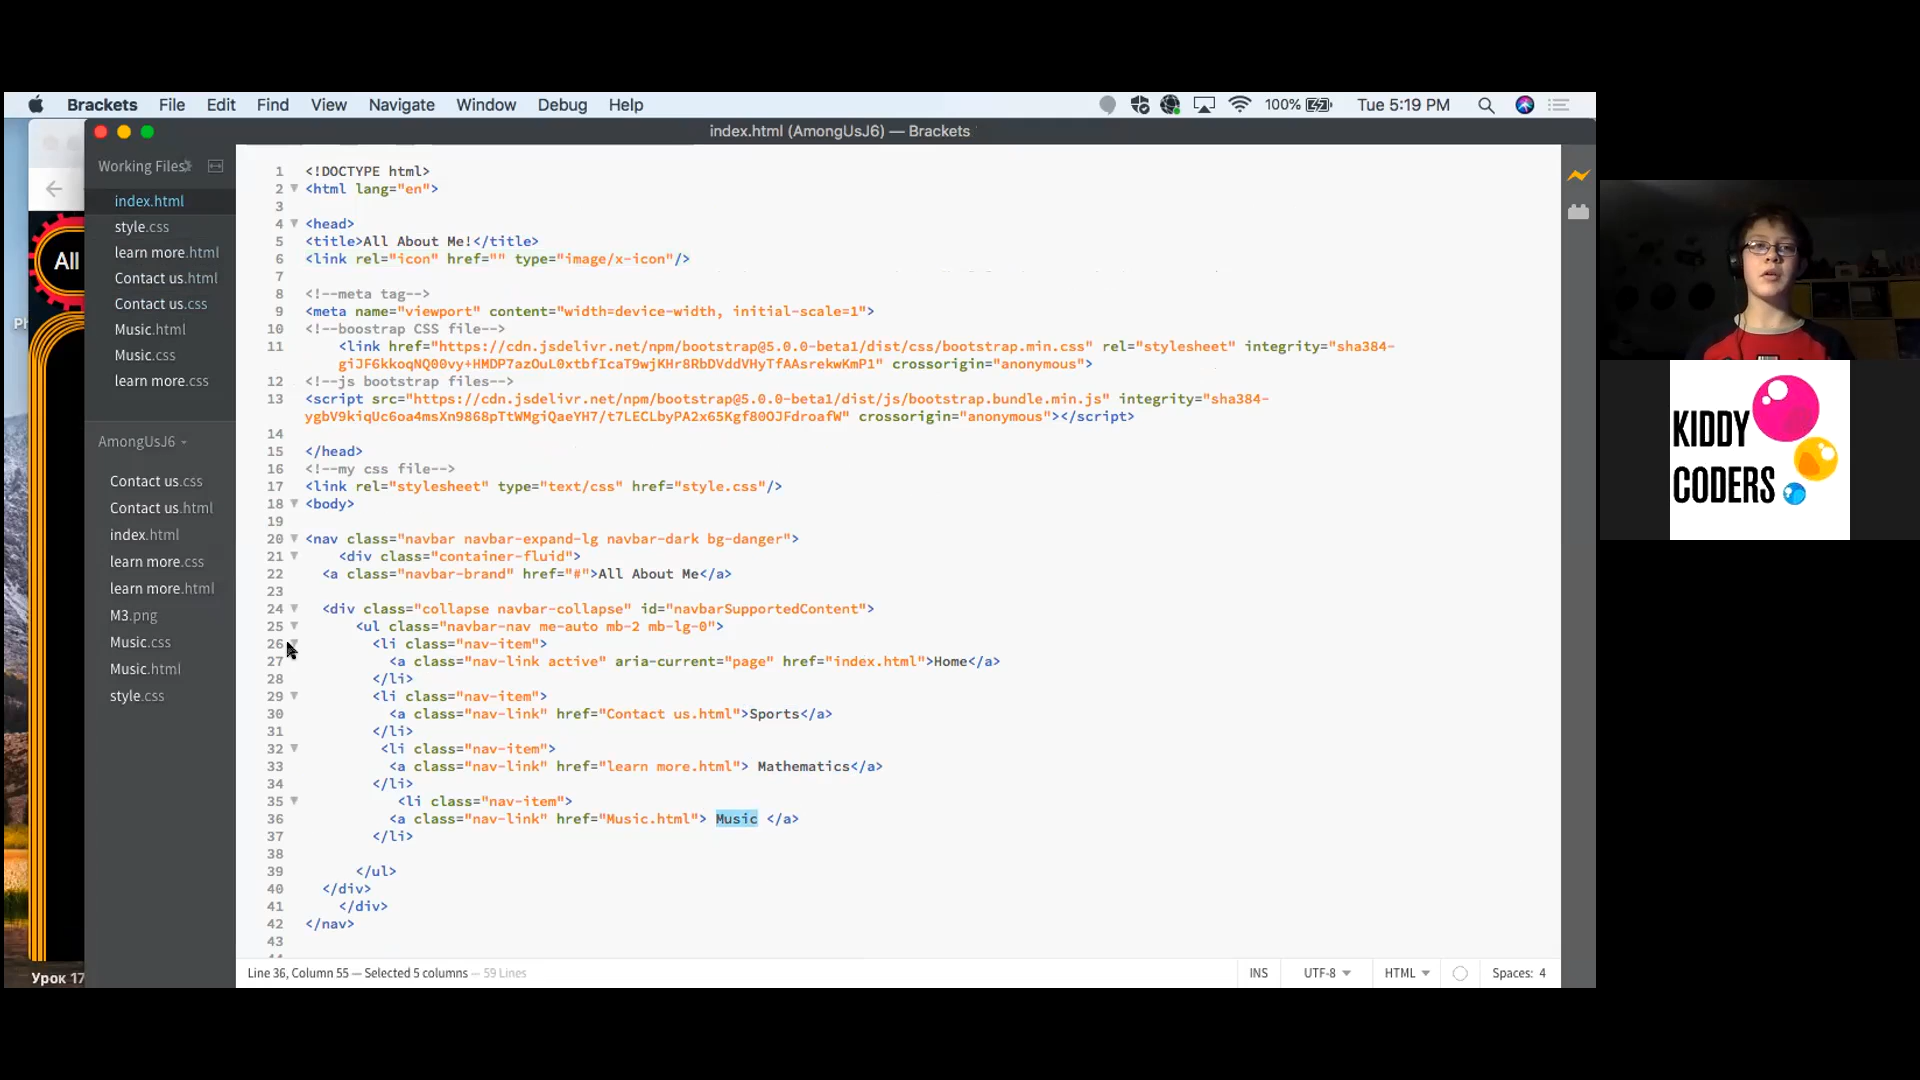 Brackets File Edit Find View Navigate Window Debug Help 100% Tue 5:19 PM
index.html (AmongUsJ6) — Brackets
Working Files
index.html
style.css
learn more.html
Contact us.html
Contact us.css
Music.html
Music.css
learn more.css
AmongUsJ6
Contact us.css
Contact us.html
index.html
learn more.css
learn more.html
M3.png
Music.css
Music.html
style.css
All
Ph
Урок 17
1 <!DOCTYPE html>
2 <html lang="en">
3
4 <head>
5 <title>All About Me!</title>
6 <link rel="icon" href="" type="image/x-icon"/>
7
8 <!--meta tag-->
9 <meta name="viewport" content="width=device-width, initial-scale=1">
10 <!--boostrap CSS file-->
11 <link href="https://cdn.jsdelivr.net/npm/bootstrap@5.0.0-beta1/dist/css/bootstrap.min.css" rel="stylesheet" integrity="sha384-
giJF6kkoqNQ00vy+HMDP7azOuL0xtbfIcaT9wjKHr8RbDVddVHyTfAAsrekwKmP1" crossorigin="anonymous">
12 <!--js bootstrap files-->
13 <script src="https://cdn.jsdelivr.net/npm/bootstrap@5.0.0-beta1/dist/js/bootstrap.bundle.min.js" integrity="sha384-
ygbV9kiqUc6oa4msXn9868pTtWMgiQaeYH7/t7LECLbyPA2x65Kgf80OJFdroafW" crossorigin="anonymous"></script>
14
15 </head>
16 <!--my css file-->
17 <link rel="stylesheet" type="text/css" href="style.css"/>
18 <body>
19
20 <nav class="navbar navbar-expand-lg navbar-dark bg-danger">
21 <div class="container-fluid">
22 <a class="navbar-brand" href="#">All About Me</a>
23
24 <div class="collapse navbar-collapse" id="navbarSupportedContent">
25 <ul class="navbar-nav me-auto mb-2 mb-lg-0">
26 <li class="nav-item">
27 <a class="nav-link active" aria-current="page" href="index.html">Home</a>
28 </li>
29 <li class="nav-item">
30 <a class="nav-link" href="Contact us.html">Sports</a>
31 </li>
32 <li class="nav-item">
33 <a class="nav-link" href="learn more.html"> Mathematics</a>
34 </li>
35 <li class="nav-item">
36 <a class="nav-link" href="Music.html"> Music </a>
37 </li>
38
39 </ul>
40 </div>
41 </div>
42 </nav>
43
Line 36, Column 55 — Selected 5 columns — 59 Lines INS UTF-8 HTML Spaces: 4
KIDDY
CODERS